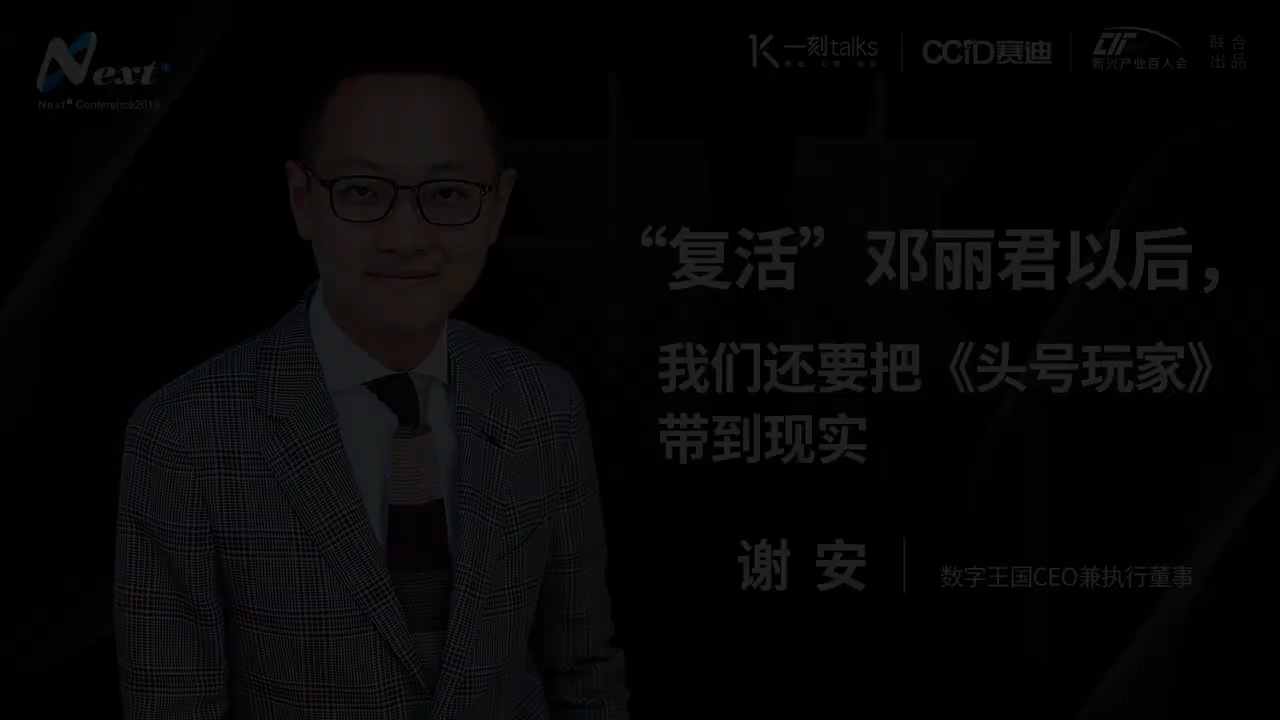 Next+
Next+ Conference2019
一刻talks
CCID赛迪
CIT
新兴产业百人会
联合
出品
“复活”邓丽君以后，
我们还要把《头号玩家》
带到现实
谢安
数字王国CEO兼执行董事